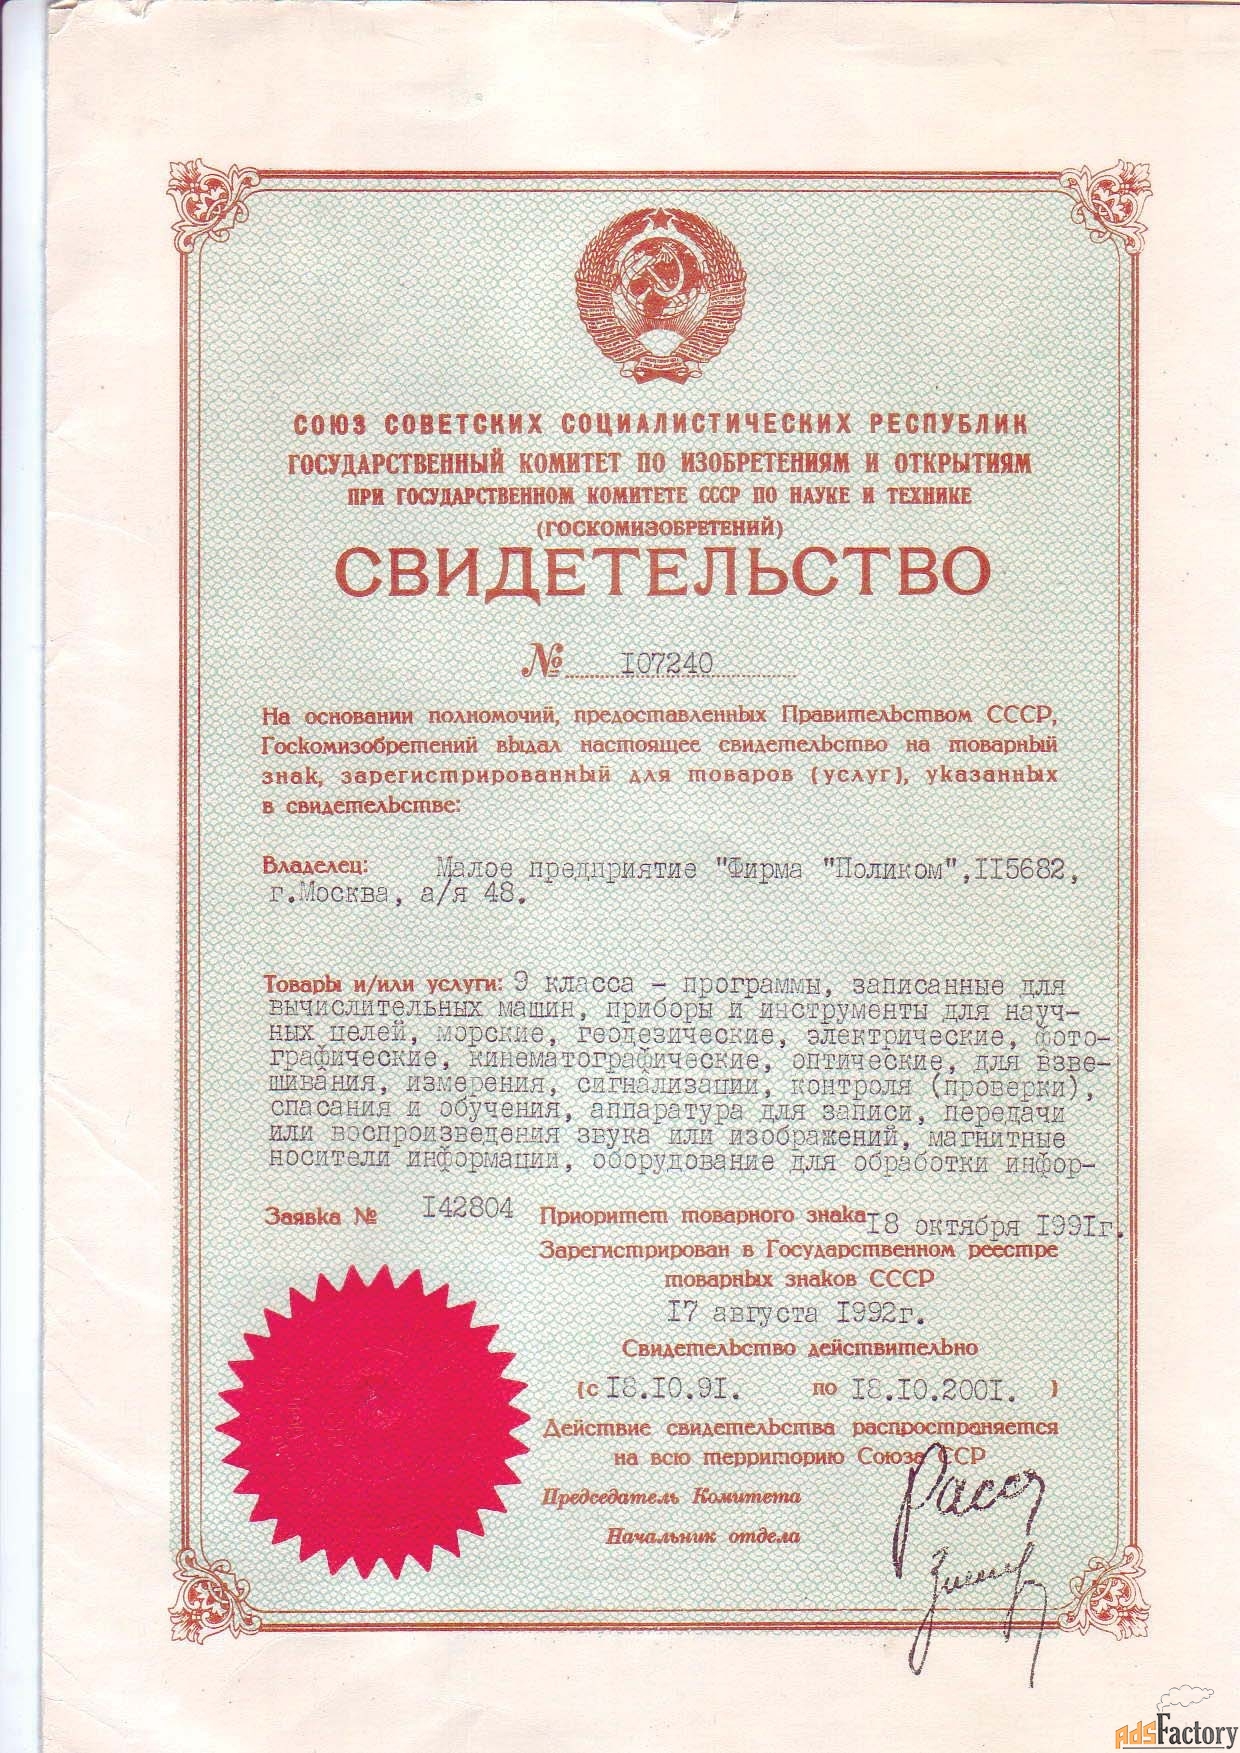 СОЮЗ СОВЕТСКИХ СОЦИАЛИСТИЧЕСКИХ РЕСПУБЛИК
ГОСУДАРСТВЕННЫЙ КОМИТЕТ ПО ИЗОБРЕТЕНИЯМ И ОТКРЫТИЯМ
ПРИ ГОСУДАРСТВЕННОМ КОМИТЕТЕ СССР ПО НАУКЕ И ТЕХНИКЕ
(ГОСКОМИЗОБРЕТЕНИЙ)
СВИДЕТЕЛЬСТВО
№ I07240
На основании полномочий, предоставленных Правительством СССР,
Госкомизобретений выдал настоящее свидетельство на товарный
знак, зарегистрированный для товаров (услуг), указанных
в свидетельстве:
Владелец: Малое предприятие "Фирма "Поликом",II5682,
г.Москва, а/я 48.
Товары и/или услуги: 9 класса - программы, записанные для
вычислительных машин, приборы и инструменты для науч-
ных целей, морские, геодезические, электрические, фото-
графические, кинематографические, оптические, для взве-
шивания, измерения, сигнализации, контроля (проверки),
спасания и обучения, аппаратура для записи, передачи
или воспроизведения звука или изображений, магнитные
носители информации, оборудование для обработки инфор-
Заявка № I42804 Приоритет товарного знака I8 октября I99Iг.
Зарегистрирован в Государственном реестре
товарных знаков СССР
I7 августа I992г.
Свидетельство действительно
(с I8.I0.9I. по I8.I0.200I. )
Действие свидетельства распространяется
на всю территорию Союза ССР
Председатель Комитета
Начальник отдела
AdsFactory